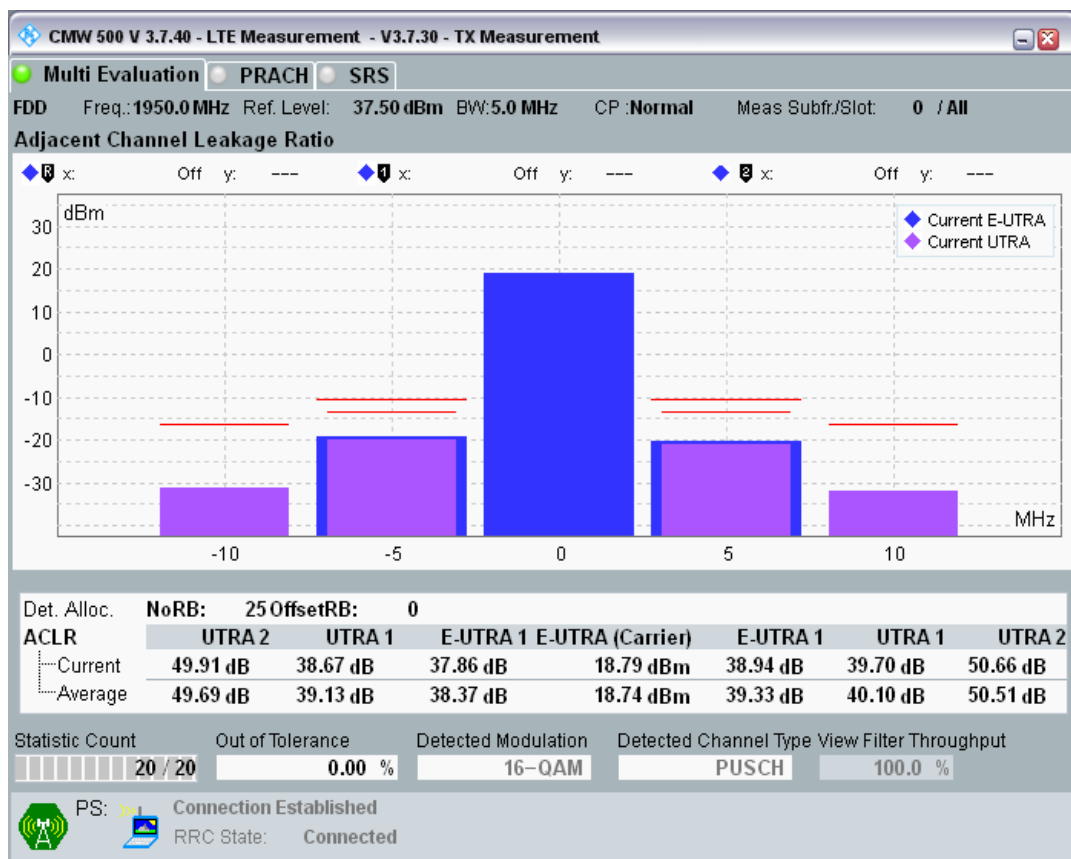 CMW 500 V 3.7.40 - LTE Measurement - V3.7.30 - TX Measurement
Multi Evaluation PRACH SRS
FDD Freq.: 1950.0 MHz Ref. Level: 37.50 dBm BW: 5.0 MHz CP : Normal Meas Subfr./Slot: 0 / All
Adjacent Channel Leakage Ratio
R x: Off y: --- 1 x: Off y: --- 2 x: Off y: ---
dBm
Current E-UTRA
Current UTRA
30
20
10
0
-10
-20
-30
MHz
-10 -5 0 5 10
Det. Alloc. NoRB: 25 OffsetRB: 0
ACLR UTRA 2 UTRA 1 E-UTRA 1 E-UTRA (Carrier) E-UTRA 1 UTRA 1 UTRA 2
Current 49.91 dB 38.67 dB 37.86 dB 18.79 dBm 38.94 dB 39.70 dB 50.66 dB
Average 49.69 dB 39.13 dB 38.37 dB 18.74 dBm 39.33 dB 40.10 dB 50.51 dB
Statistic Count Out of Tolerance Detected Modulation Detected Channel Type View Filter Throughput
20 / 20 0.00 % 16-QAM PUSCH 100.0 %
PS: Connection Established
RRC State: Connected